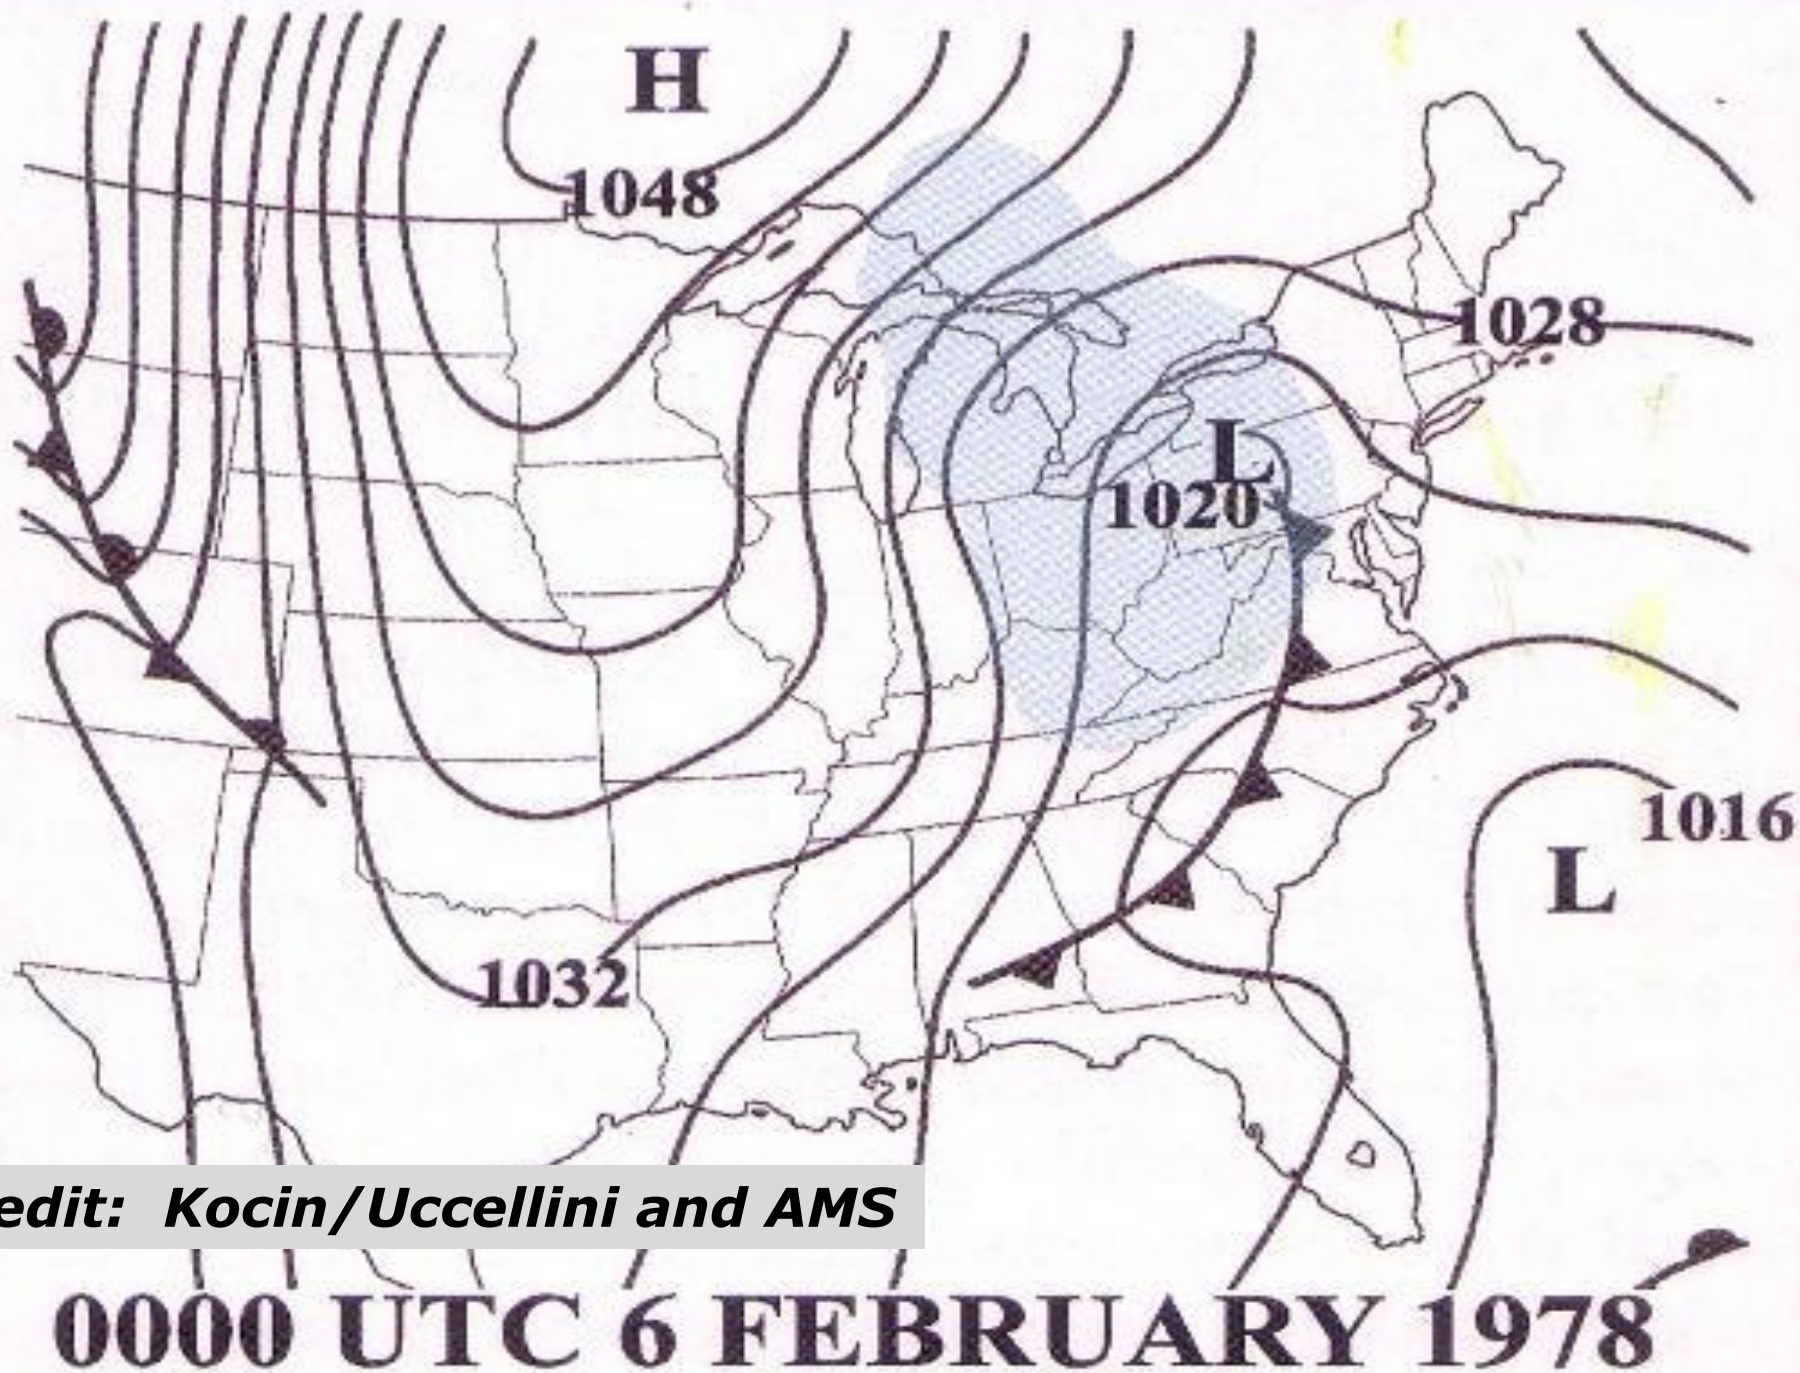 H
1048
1028
L
1020
1016
L
1032
edit: Kocin/Uccellini and AMS
0000 UTC 6 FEBRUARY 1978